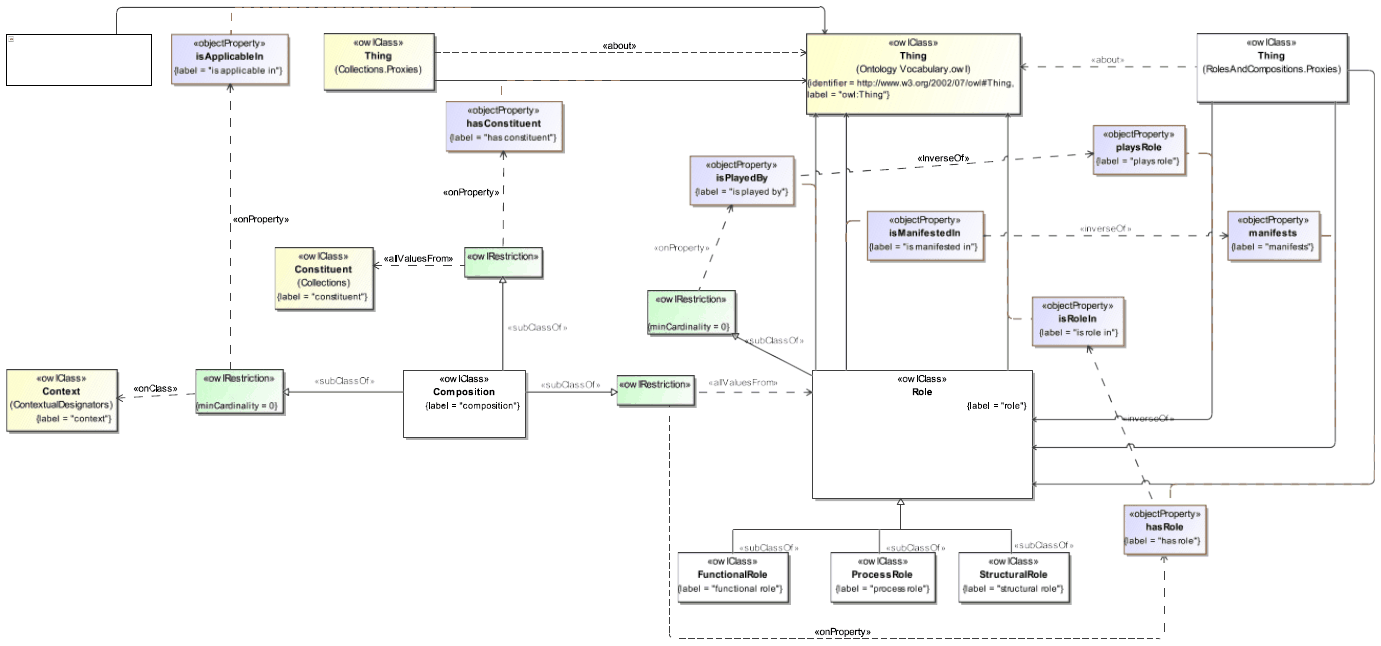 «objectProperty»
isApplicableIn
{label = "is applicable in"}
«owlClass»
Thing
(Collections.Proxies)
«about»
«owlClass»
Thing
(Ontology Vocabulary.owl)
{identifier = http://www.w3.org/2002/07/owl#Thing,
label = "owl:Thing"}
«about»
«owlClass»
Thing
(RolesAndCompositions.Proxies)
«objectProperty»
hasConstituent
{label = "has constituent"}
«objectProperty»
playsRole
{label = "plays role"}
«inverseOf»
«objectProperty»
isPlayedBy
{label = "is played by"}
«onProperty»
«onProperty»
«objectProperty»
isManifestedIn
{label = "is manifested in"}
«inverseOf»
«objectProperty»
manifests
{label = "manifests"}
«onProperty»
«owlClass»
Constituent
(Collections)
{label = "constituent"}
«allValuesFrom»
«owlRestriction»
«owlRestriction»
{minCardinality = 0}
«objectProperty»
isRoleIn
{label = "is role in"}
«subClassOf»
«subClassOf»
«owlClass»
Context
(ContextualDesignators)
{label = "context"}
«onClass»
«owlRestriction»
{minCardinality = 0}
«subClassOf»
«owlClass»
Composition
{label = "composition"}
«subClassOf»
«owlRestriction»
«allValuesFrom»
«owlClass»
Role
{label = "role"}
«inverseOf»
«objectProperty»
hasRole
{label = "has role"}
«subClassOf»
«subClassOf»
«subClassOf»
«owlClass»
FunctionalRole
{label = "functional role"}
«owlClass»
ProcessRole
{label = "process role"}
«owlClass»
StructuralRole
{label = "structural role"}
«onProperty»